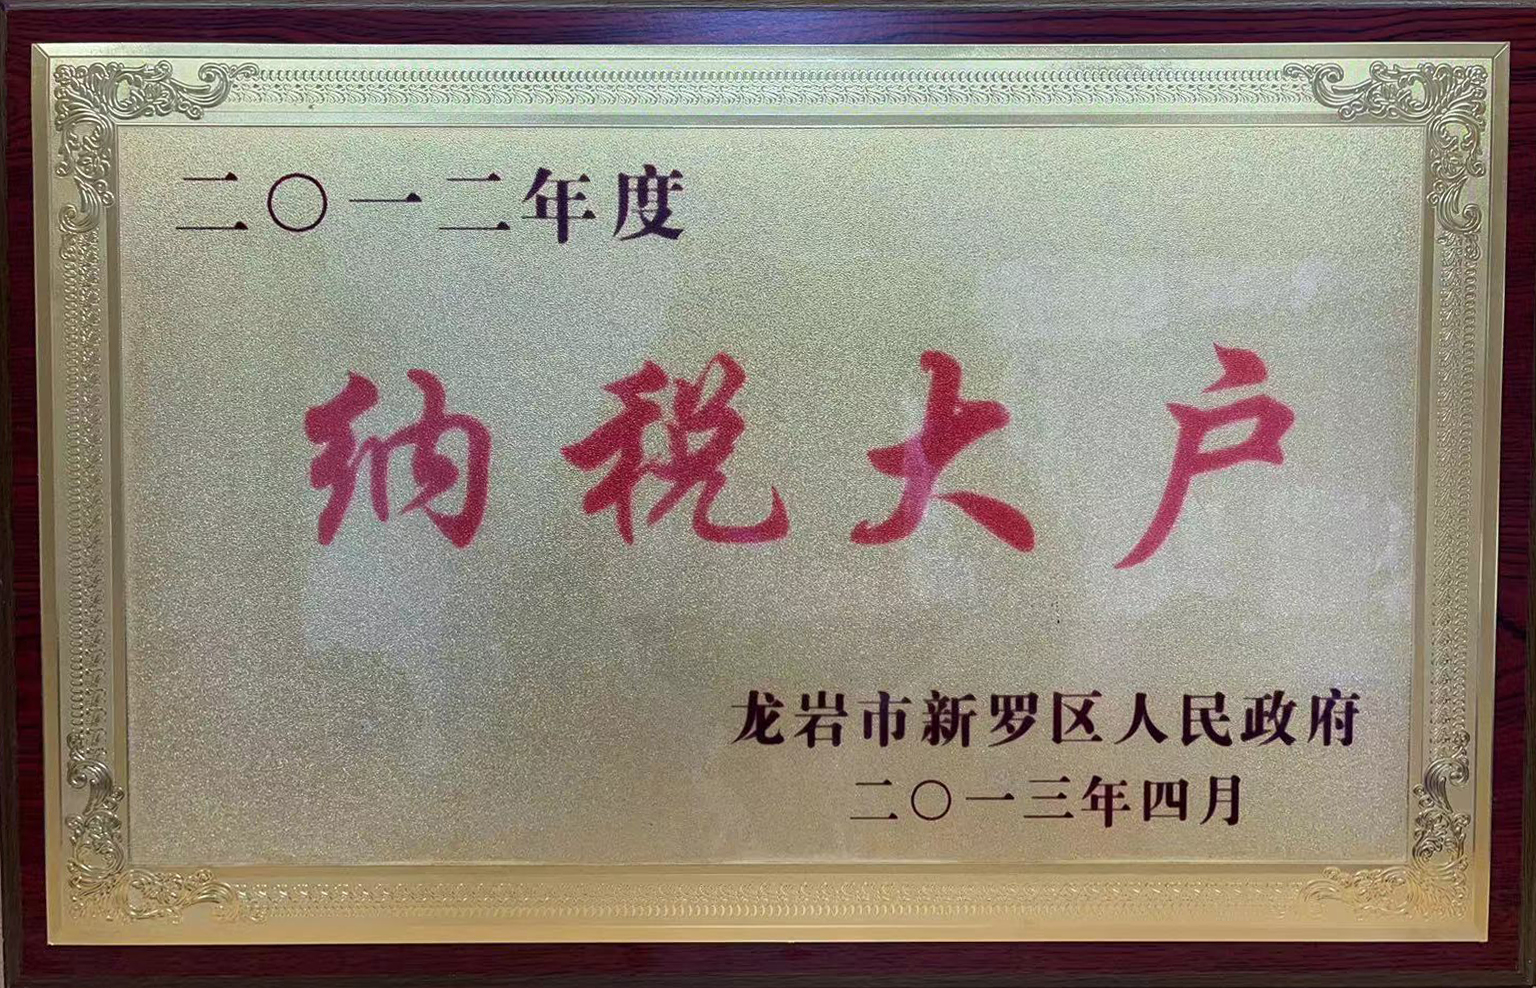 二〇一二年度
纳税大户
龙岩市新罗区人民政府
二〇一三年四月